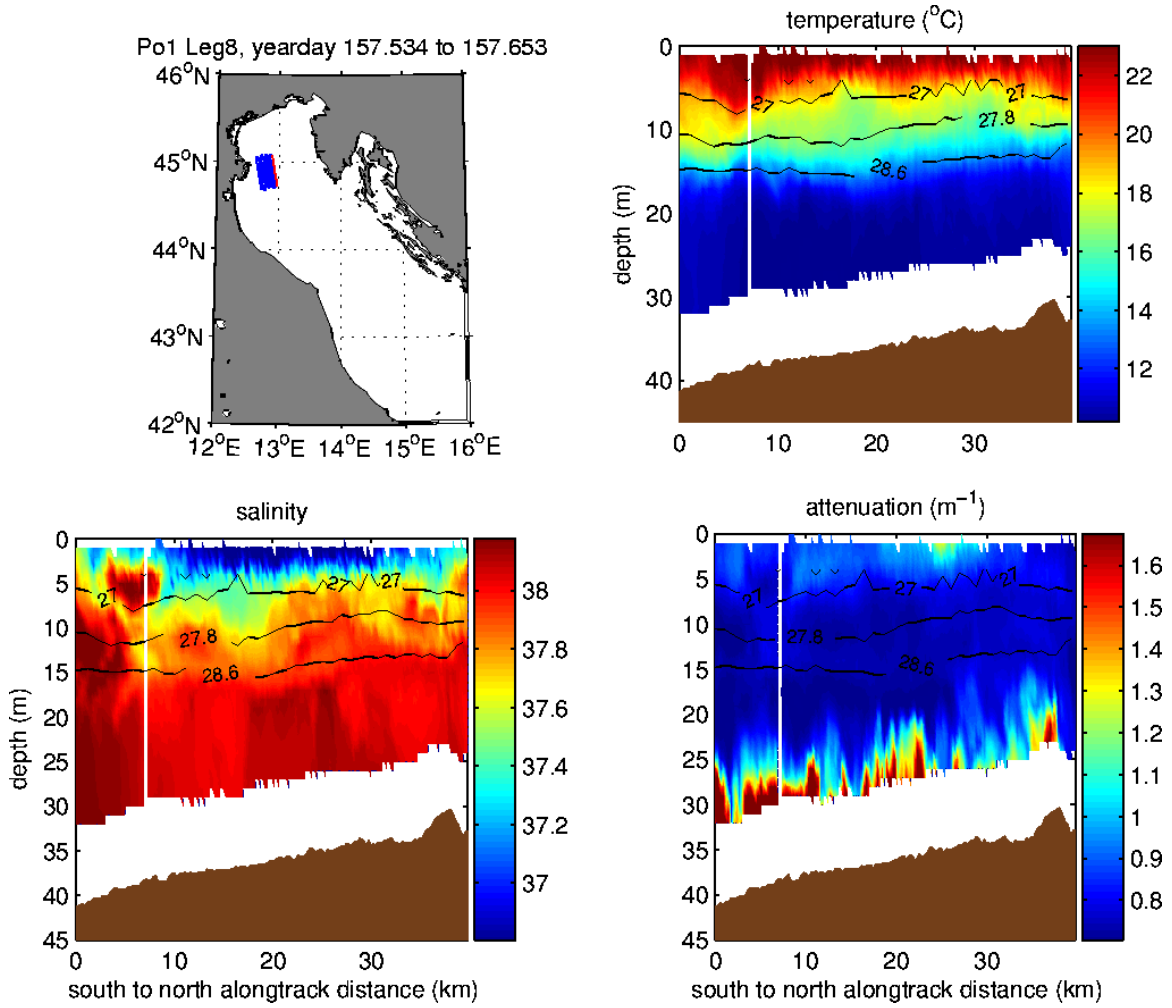 Po1 Leg8, yearday 157.534 to 157.653
46°N
45°N
44°N
43°N
42°N
12°E 13°E 14°E 15°E 16°E
temperature (°C)
0
10
20
30
40
depth (m)
0 10 20 30
27 27 27
27.8
28.6
22
20
18
16
14
12
salinity
0
5
10
15
20
25
30
35
40
45
depth (m)
0 10 20 30
south to north alongtrack distance (km)
27 27 27
27.8
28.6
38
37.8
37.6
37.4
37.2
37
attenuation (m⁻¹)
0
5
10
15
20
25
30
35
40
45
0 10 20 30
south to north alongtrack distance (km)
27 27 27
27.8
28.6
1.6
1.5
1.4
1.3
1.2
1.1
1
0.9
0.8